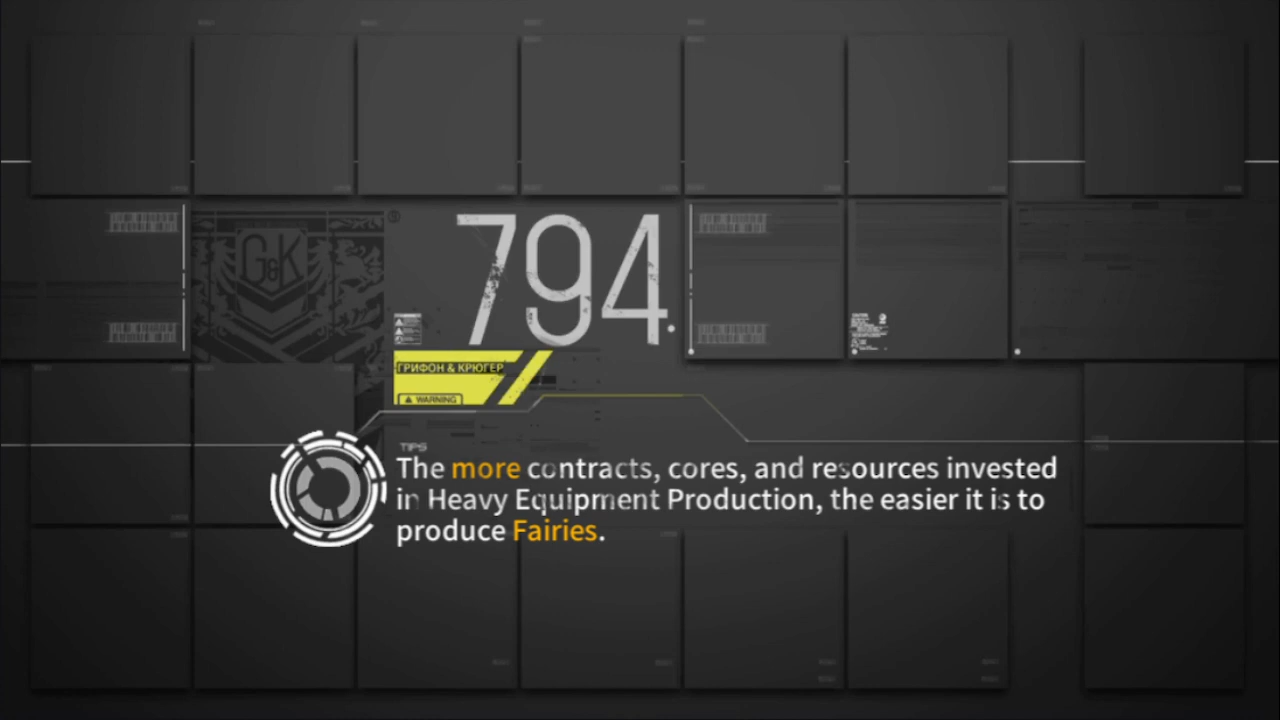 G&K
794.
ГРИФОН & КРЮГЕР
WARNING
TIPS
The more contracts, cores, and resources invested
in Heavy Equipment Production, the easier it is to
produce Fairies.